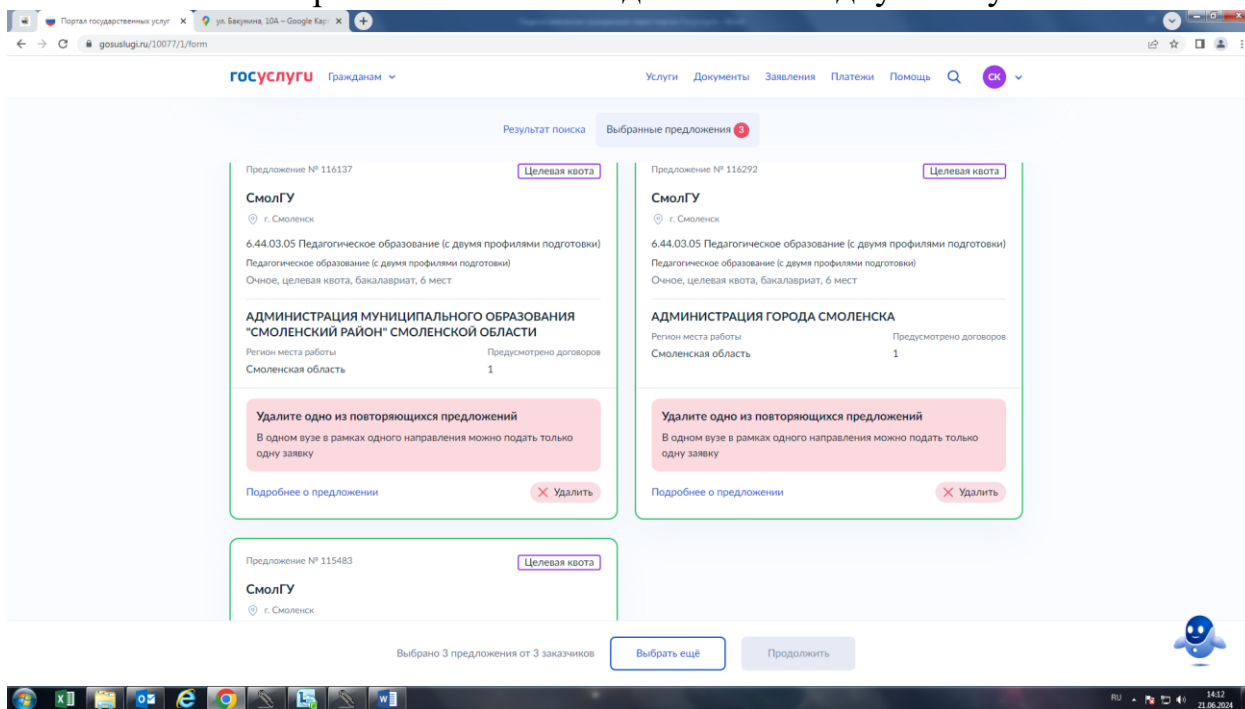 Портал государственных услуг
ул. Бакунина, 10А – Google Кар
gosuslugi.ru/10077/1/form
госуслуги Гражданам Услуги Документы Заявления Платежи Помощь СК
Результат поиска Выбранные предложения 3
Предложение № 116137 Целевая квота
СмолГУ
г. Смоленск
6.44.03.05 Педагогическое образование (с двумя профилями подготовки)
Педагогическое образование (с двумя профилями подготовки)
Очное, целевая квота, бакалавриат, 6 мест
АДМИНИСТРАЦИЯ МУНИЦИПАЛЬНОГО ОБРАЗОВАНИЯ
"СМОЛЕНСКИЙ РАЙОН" СМОЛЕНСКОЙ ОБЛАСТИ
Регион места работы Предусмотрено договоров
Смоленская область 1
Удалите одно из повторяющихся предложений
В одном вузе в рамках одного направления можно подать только
одну заявку
Подробнее о предложении Удалить
Предложение № 116292 Целевая квота
СмолГУ
г. Смоленск
6.44.03.05 Педагогическое образование (с двумя профилями подготовки)
Педагогическое образование (с двумя профилями подготовки)
Очное, целевая квота, бакалавриат, 6 мест
АДМИНИСТРАЦИЯ ГОРОДА СМОЛЕНСКА
Регион места работы Предусмотрено договоров
Смоленская область 1
Удалите одно из повторяющихся предложений
В одном вузе в рамках одного направления можно подать только
одну заявку
Подробнее о предложении Удалить
Предложение № 115483 Целевая квота
СмолГУ
г. Смоленск
Выбрано 3 предложения от 3 заказчиков Выбрать ещё Продолжить
RU 14:12
21.06.2024